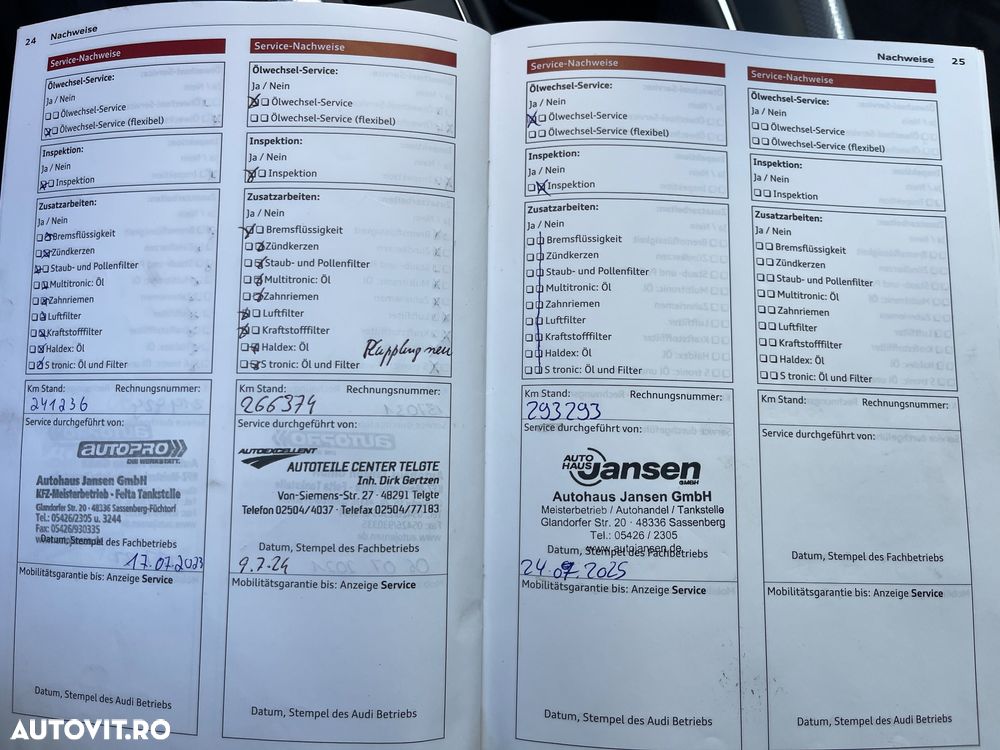 24 Nachweise
Service-Nachweise
Ölwechsel-Service:
Ja / Nein
Ölwechsel-Service
Ölwechsel-Service (flexibel)
Inspektion:
Ja / Nein
Inspektion
Zusatzarbeiten:
Ja / Nein
Bremsflüssigkeit
Zündkerzen
Staub- und Pollenfilter
Multitronic: Öl
Zahnriemen
Luftfilter
Kraftstofffilter
Haldex: Öl
S tronic: Öl und Filter
Km Stand: Rechnungsnummer:
241236
Service durchgeführt von:
AUTOPRO
DIE WERKSTATT.
Autohaus Jansen GmbH
KFZ-Meisterbetrieb - Felta Tankstelle
Glandorfer Str. 20 - 48336 Sassenberg-Füchtorf
Tel.: 05426/2305 u. 3244
Fax: 05426/930335
Datum, Stempel des Fachbetriebs
17.07.2023
Mobilitätsgarantie bis: Anzeige Service
Datum, Stempel des Audi Betriebs
Service-Nachweise
Ölwechsel-Service:
Ja / Nein
Ölwechsel-Service
Ölwechsel-Service (flexibel)
Inspektion:
Ja / Nein
Inspektion
Zusatzarbeiten:
Ja / Nein
Bremsflüssigkeit
Zündkerzen
Staub- und Pollenfilter
Multitronic: Öl
Zahnriemen
Luftfilter
Kraftstofffilter
Haldex: Öl
S tronic: Öl und Filter
Km Stand: Rechnungsnummer:
266374
Service durchgeführt von:
AUTOEXCELLENT
AUTOTEILE CENTER TELGTE
Inh. Dirk Gertzen
Von-Siemens-Str. 27 · 48291 Telgte
Telefon 02504/4037 · Telefax 02504/77183
Datum, Stempel des Fachbetriebs
9.7.24
Mobilitätsgarantie bis: Anzeige Service
Datum, Stempel des Audi Betriebs
Nachweise 25
Service-Nachweise
Ölwechsel-Service:
Ja / Nein
Ölwechsel-Service
Ölwechsel-Service (flexibel)
Inspektion:
Ja / Nein
Inspektion
Zusatzarbeiten:
Ja / Nein
Bremsflüssigkeit
Zündkerzen
Staub- und Pollenfilter
Multitronic: Öl
Zahnriemen
Luftfilter
Kraftstofffilter
Haldex: Öl
S tronic: Öl und Filter
Km Stand: Rechnungsnummer:
293293
Service durchgeführt von:
AUTO
HAUS Jansen
GMBH
Autohaus Jansen GmbH
Meisterbetrieb / Autohandel / Tankstelle
Glandorfer Str. 20 · 48336 Sassenberg
Tel.: 05426 / 2305
www.autojansen.de
Datum, Stempel des Fachbetriebs
24.07.2025
Mobilitätsgarantie bis: Anzeige Service
Datum, Stempel des Audi Betriebs
Service-Nachweise
Ölwechsel-Service:
Ja / Nein
Ölwechsel-Service
Ölwechsel-Service (flexibel)
Inspektion:
Ja / Nein
Inspektion
Zusatzarbeiten:
Ja / Nein
Bremsflüssigkeit
Zündkerzen
Staub- und Pollenfilter
Multitronic: Öl
Zahnriemen
Luftfilter
Kraftstofffilter
Haldex: Öl
S tronic: Öl und Filter
Km Stand: Rechnungsnummer:
Service durchgeführt von:
Datum, Stempel des Fachbetriebs
Mobilitätsgarantie bis: Anzeige Service
Datum, Stempel des Audi Betriebs
AUTOVIT.RO